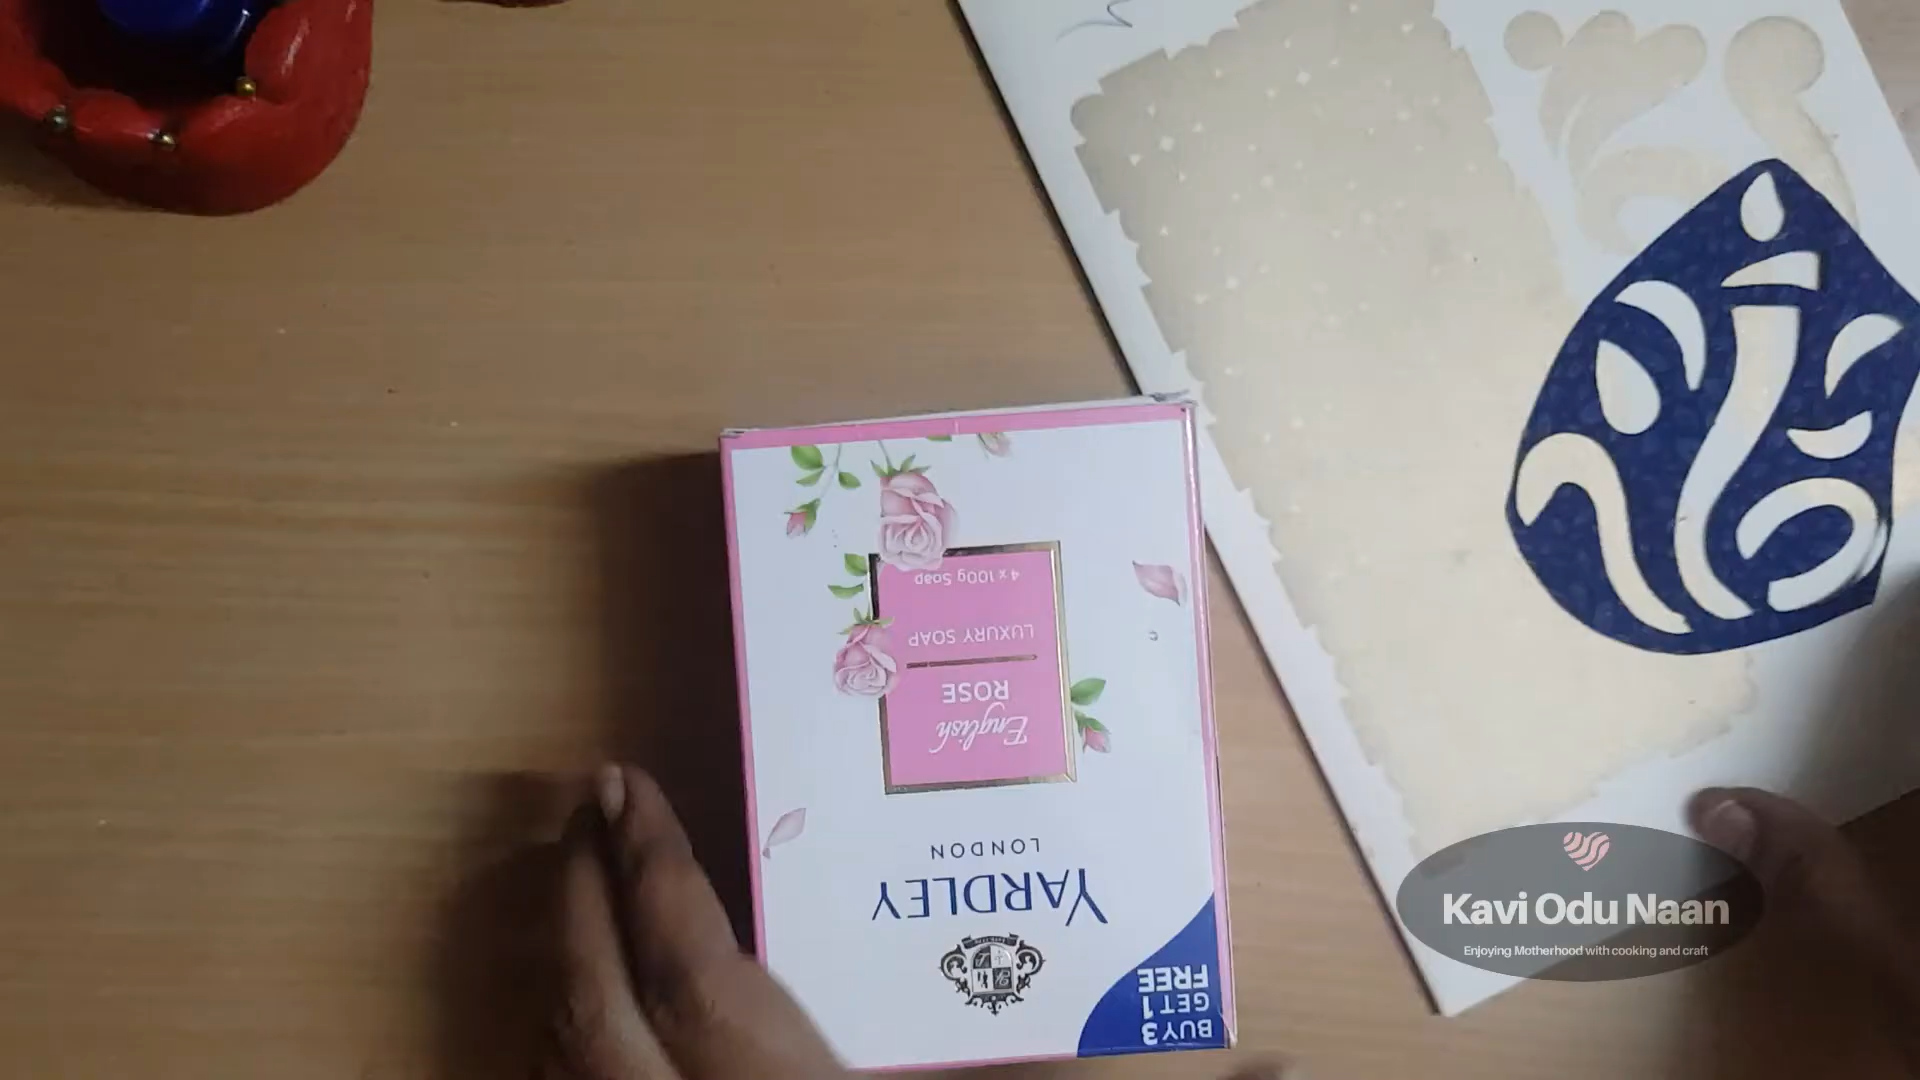 YARDLEY
LONDON
English
ROSE
LUXURY SOAP
4 x 100g Soap
BUY 3
GET 1
FREE
Kavi Odu Naan
Enjoying Motherhood with cooking and craft